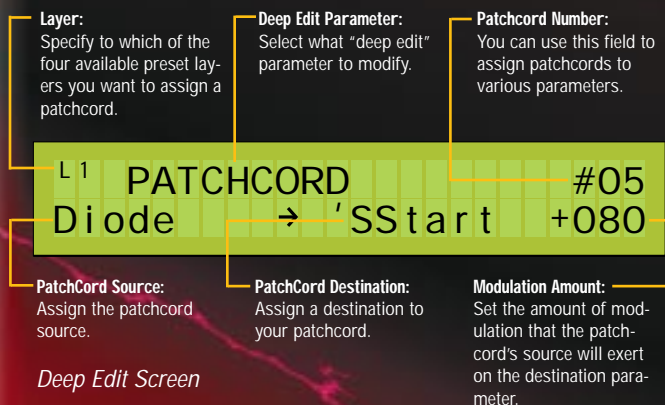 Layer:
Specify to which of the
four available preset lay-
ers you want to assign a
patchcord.
Deep Edit Parameter:
Select what “deep edit”
parameter to modify.
Patchcord Number:
You can use this field to
assign patchcords to
various parameters.
L1 PATCHCORD #05
Diode → 'SStart +080
PatchCord Source:
Assign the patchcord
source.
PatchCord Destination:
Assign a destination to
your patchcord.
Modulation Amount:
Set the amount of mod-
ulation that the patch-
cord's source will exert
on the destination para-
meter.
Deep Edit Screen